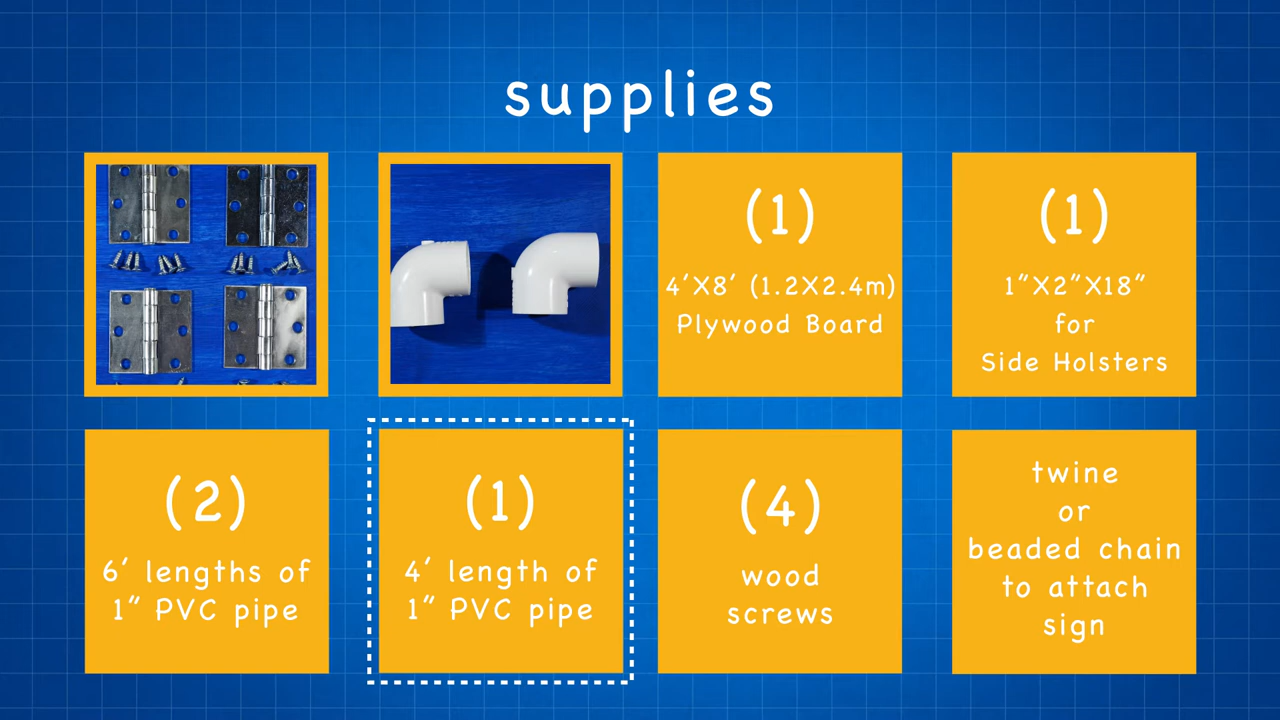 supplies
(1)
4′X8′ (1.2X2.4m)
Plywood Board
(1)
1″X2″X18″
for
Side Holsters
(2)
6′ lengths of
1″ PVC pipe
(1)
4′ length of
1″ PVC pipe
(4)
wood
screws
twine
or
beaded chain
to attach
sign